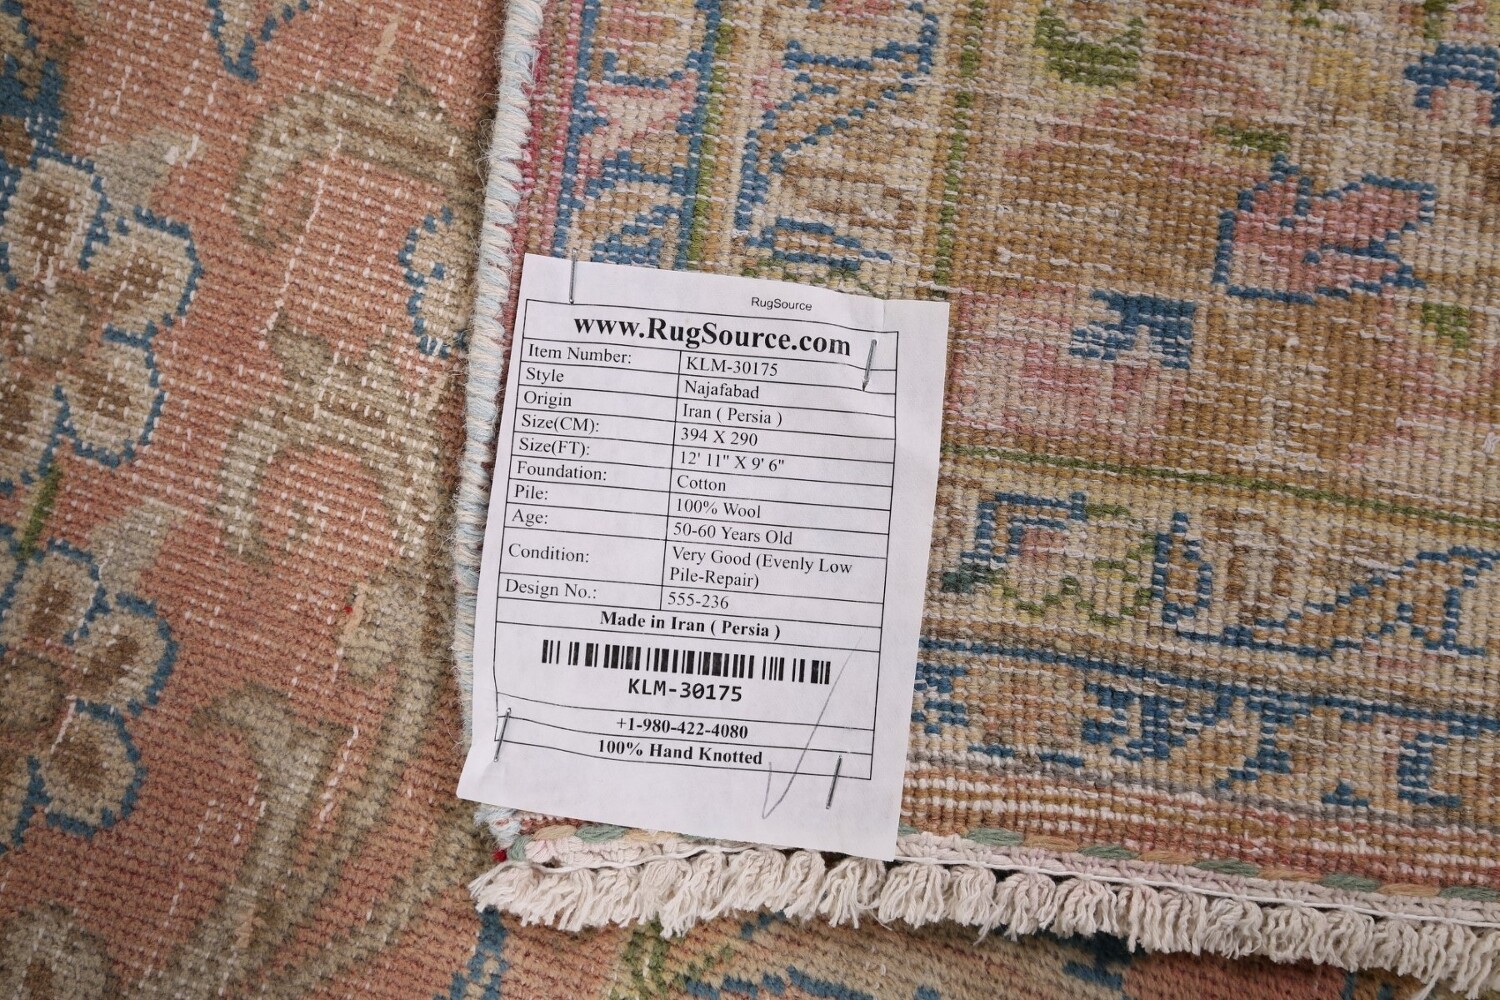 RugSource
www.RugSource.com
Item Number: KLM-30175
Style Najafabad
Origin Iran ( Persia )
Size(CM): 394 X 290
Size(FT): 12' 11" X 9' 6"
Foundation: Cotton
Pile: 100% Wool
Age: 50-60 Years Old
Condition: Very Good (Evenly Low
Pile-Repair)
Design No.: 555-236
Made in Iran ( Persia )
KLM-30175
+1-980-422-4080
100% Hand Knotted